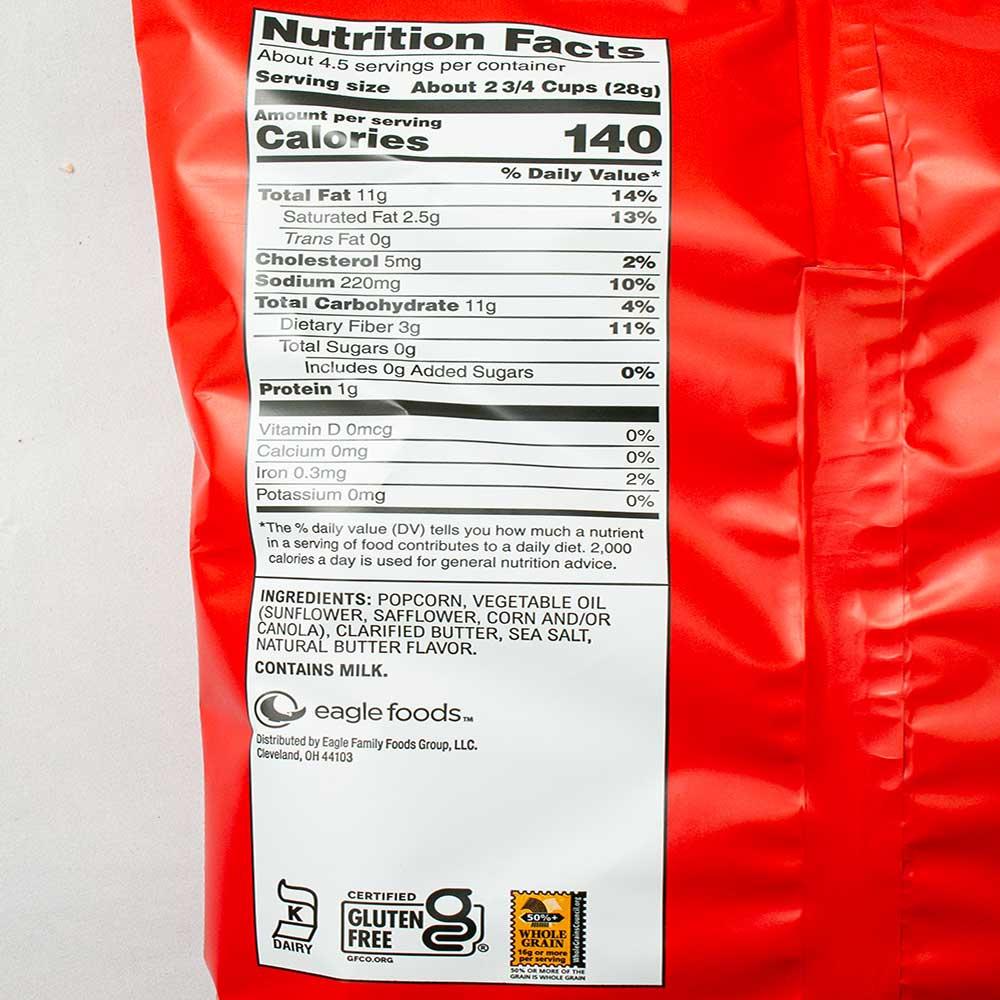 Nutrition Facts
About 4.5 servings per container
Serving size About 2 3/4 Cups (28g)
Amount per serving
Calories 140
% Daily Value*
Total Fat 11g 14%
Saturated Fat 2.5g 13%
Trans Fat 0g
Cholesterol 5mg 2%
Sodium 220mg 10%
Total Carbohydrate 11g 4%
Dietary Fiber 3g 11%
Total Sugars 0g
Includes 0g Added Sugars 0%
Protein 1g
Vitamin D 0mcg 0%
Calcium 0mg 0%
Iron 0.3mg 2%
Potassium 0mg 0%
*The % daily value (DV) tells you how much a nutrient
in a serving of food contributes to a daily diet. 2,000
calories a day is used for general nutrition advice.
INGREDIENTS: POPCORN, VEGETABLE OIL
(SUNFLOWER, SAFFLOWER, CORN AND/OR
CANOLA), CLARIFIED BUTTER, SEA SALT,
NATURAL BUTTER FLAVOR.
CONTAINS MILK.
eagle foods™
Distributed by Eagle Family Foods Group, LLC.
Cleveland, OH 44103
K
DAIRY
CERTIFIED
GLUTEN
FREE
g
®
GFCO.ORG
50%+
WHOLE
GRAIN
16g or more
per serving
WholeGrainsCouncil.org
50% OR MORE OF THE
GRAIN IS WHOLE GRAIN